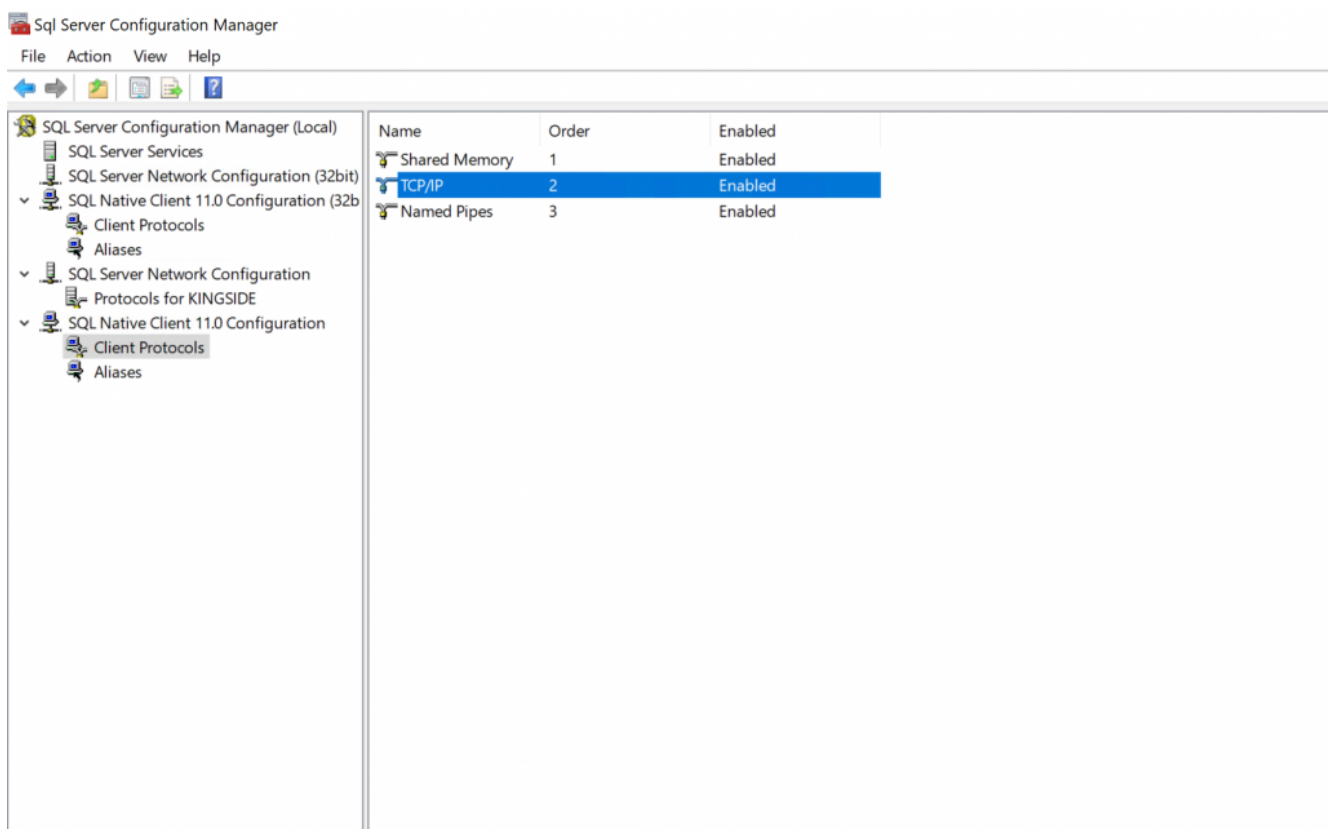 Sql Server Configuration Manager
File Action View Help
SQL Server Configuration Manager (Local)
SQL Server Services
SQL Server Network Configuration (32bit)
SQL Native Client 11.0 Configuration (32b
Client Protocols
Aliases
SQL Server Network Configuration
Protocols for KINGSIDE
SQL Native Client 11.0 Configuration
Client Protocols
Aliases
Name Order Enabled
Shared Memory 1 Enabled
TCP/IP 2 Enabled
Named Pipes 3 Enabled